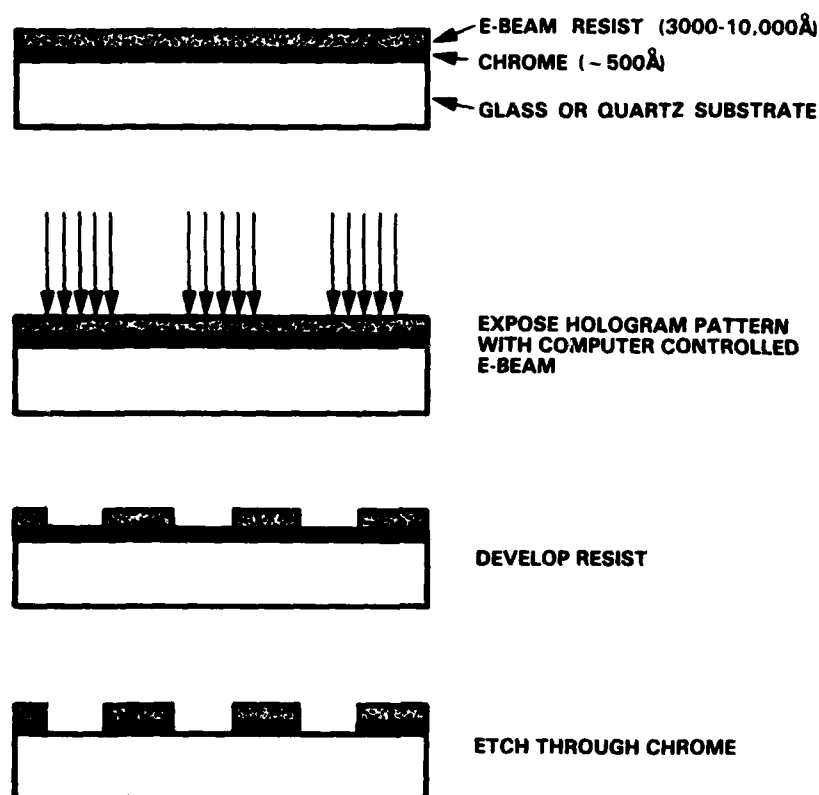 E-BEAM RESIST (3000-10,000Å)
CHROME (~500Å)
GLASS OR QUARTZ SUBSTRATE
EXPOSE HOLOGRAM PATTERN
WITH COMPUTER CONTROLLED
E-BEAM
DEVELOP RESIST
ETCH THROUGH CHROME